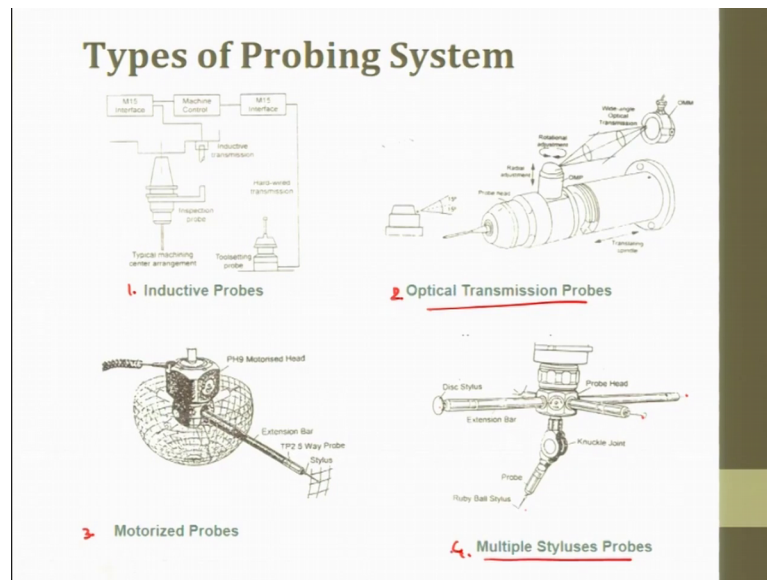 Types of Probing System
M15
Interface
Machine
Control
M15
Interface
Inductive
transmission
Hard-wired
transmission
Inspection
probe
Typical machining
center arrangement
Toolsetting
probe
1. Inductive Probes
Wide-angle
Optical
Transmission
OMM
Rotational
adjustment
Radial
adjustment
OMP
Probe head
15°
Translating
spindle
2 Optical Transmission Probes
PH9 Motorised Head
Extension Bar
TP2 5 Way Probe
Stylus
3 Motorized Probes
Disc Stylus
Probe Head
Extension Bar
Knuckle Joint
Probe
Ruby Ball Stylus
4. Multiple Styluses Probes